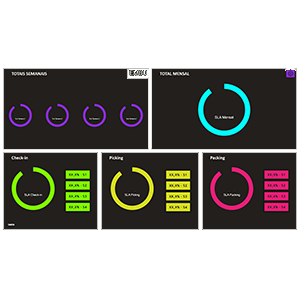 TOTAIS SEMANAIS
TOTAL MENSAL
SLA Mensal
Check-in
Picking
Packing
SLA Check-in
SLA Picking
SLA Packing
XX,X% - S1
XX,X% - S2
XX,X% - S3
XX,X% - S4
XX,X% - S1
XX,X% - S2
XX,X% - S3
XX,X% - S4
XX,X% - S1
XX,X% - S2
XX,X% - S3
XX,X% - S4